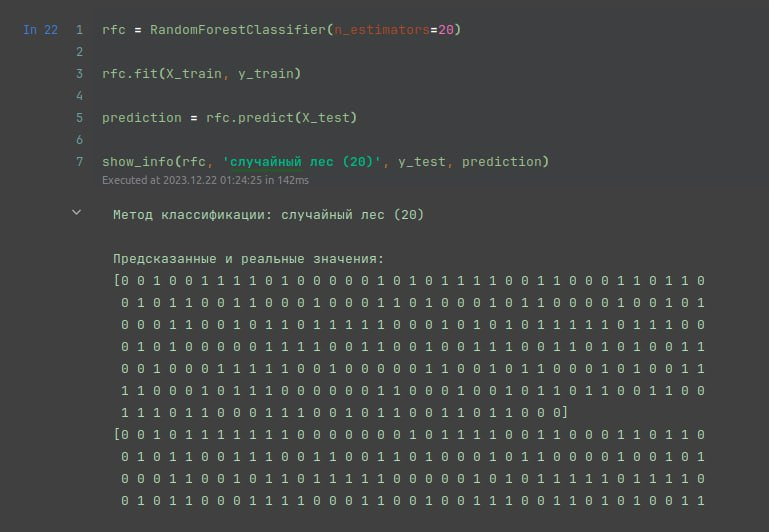 In 22
1 rfc = RandomForestClassifier(n_estimators=20)
2
3 rfc.fit(X_train, y_train)
4
5 prediction = rfc.predict(X_test)
6
7 show_info(rfc, 'случайный лес (20)', y_test, prediction)
Executed at 2023.12.22 01:24:25 in 142ms
Метод классификации: случайный лес (20)
Предсказанные и реальные значения:
[0 0 1 0 0 1 1 1 1 0 1 0 0 0 0 0 1 0 1 0 1 1 1 1 0 0 1 1 0 0 0 1 1 0 1 1 0
0 1 0 1 1 0 0 1 1 0 0 0 1 0 0 0 1 1 0 1 0 0 0 1 0 1 1 0 0 0 0 1 0 0 1 0 1
0 0 0 1 1 0 0 1 0 1 1 0 1 1 1 1 1 0 0 0 1 0 1 0 1 0 1 1 1 1 1 0 1 1 1 0 0
0 1 0 1 0 0 0 0 0 1 1 1 1 0 0 1 1 0 0 1 0 0 1 1 1 0 0 1 1 0 1 0 1 0 0 1 1
0 0 1 0 0 0 1 1 1 1 0 1 1 0 0 1 0 0 0 0 0 1 1 0 0 1 0 1 1 0 0 0 1 0 1 0 0 1 1
1 1 0 0 0 1 0 1 1 1 0 0 0 0 0 0 1 1 0 0 0 1 0 0 1 0 1 1 0 1 1 0 0 1 1 0 0
1 1 1 0 1 1 0 0 0 1 1 1 0 0 1 0 1 1 0 0 1 1 0 1 1 0 0 0]
[0 0 1 0 1 1 1 1 1 1 1 0 0 0 0 0 0 0 1 0 1 1 1 1 0 0 1 1 0 0 0 1 1 0 1 1 0
0 1 0 1 1 0 0 1 1 1 0 0 1 1 0 0 1 1 0 1 0 0 0 1 0 1 1 0 0 0 0 1 0 0 1 0 1
0 0 0 1 1 0 0 1 1 0 1 1 0 1 1 1 1 1 0 0 0 0 0 1 0 1 0 1 1 1 1 1 0 1 1 1 1 0
0 1 0 1 1 0 0 0 1 1 1 1 0 0 0 1 1 0 0 1 0 0 1 1 1 0 0 1 1 0 1 0 1 0 0 1 1